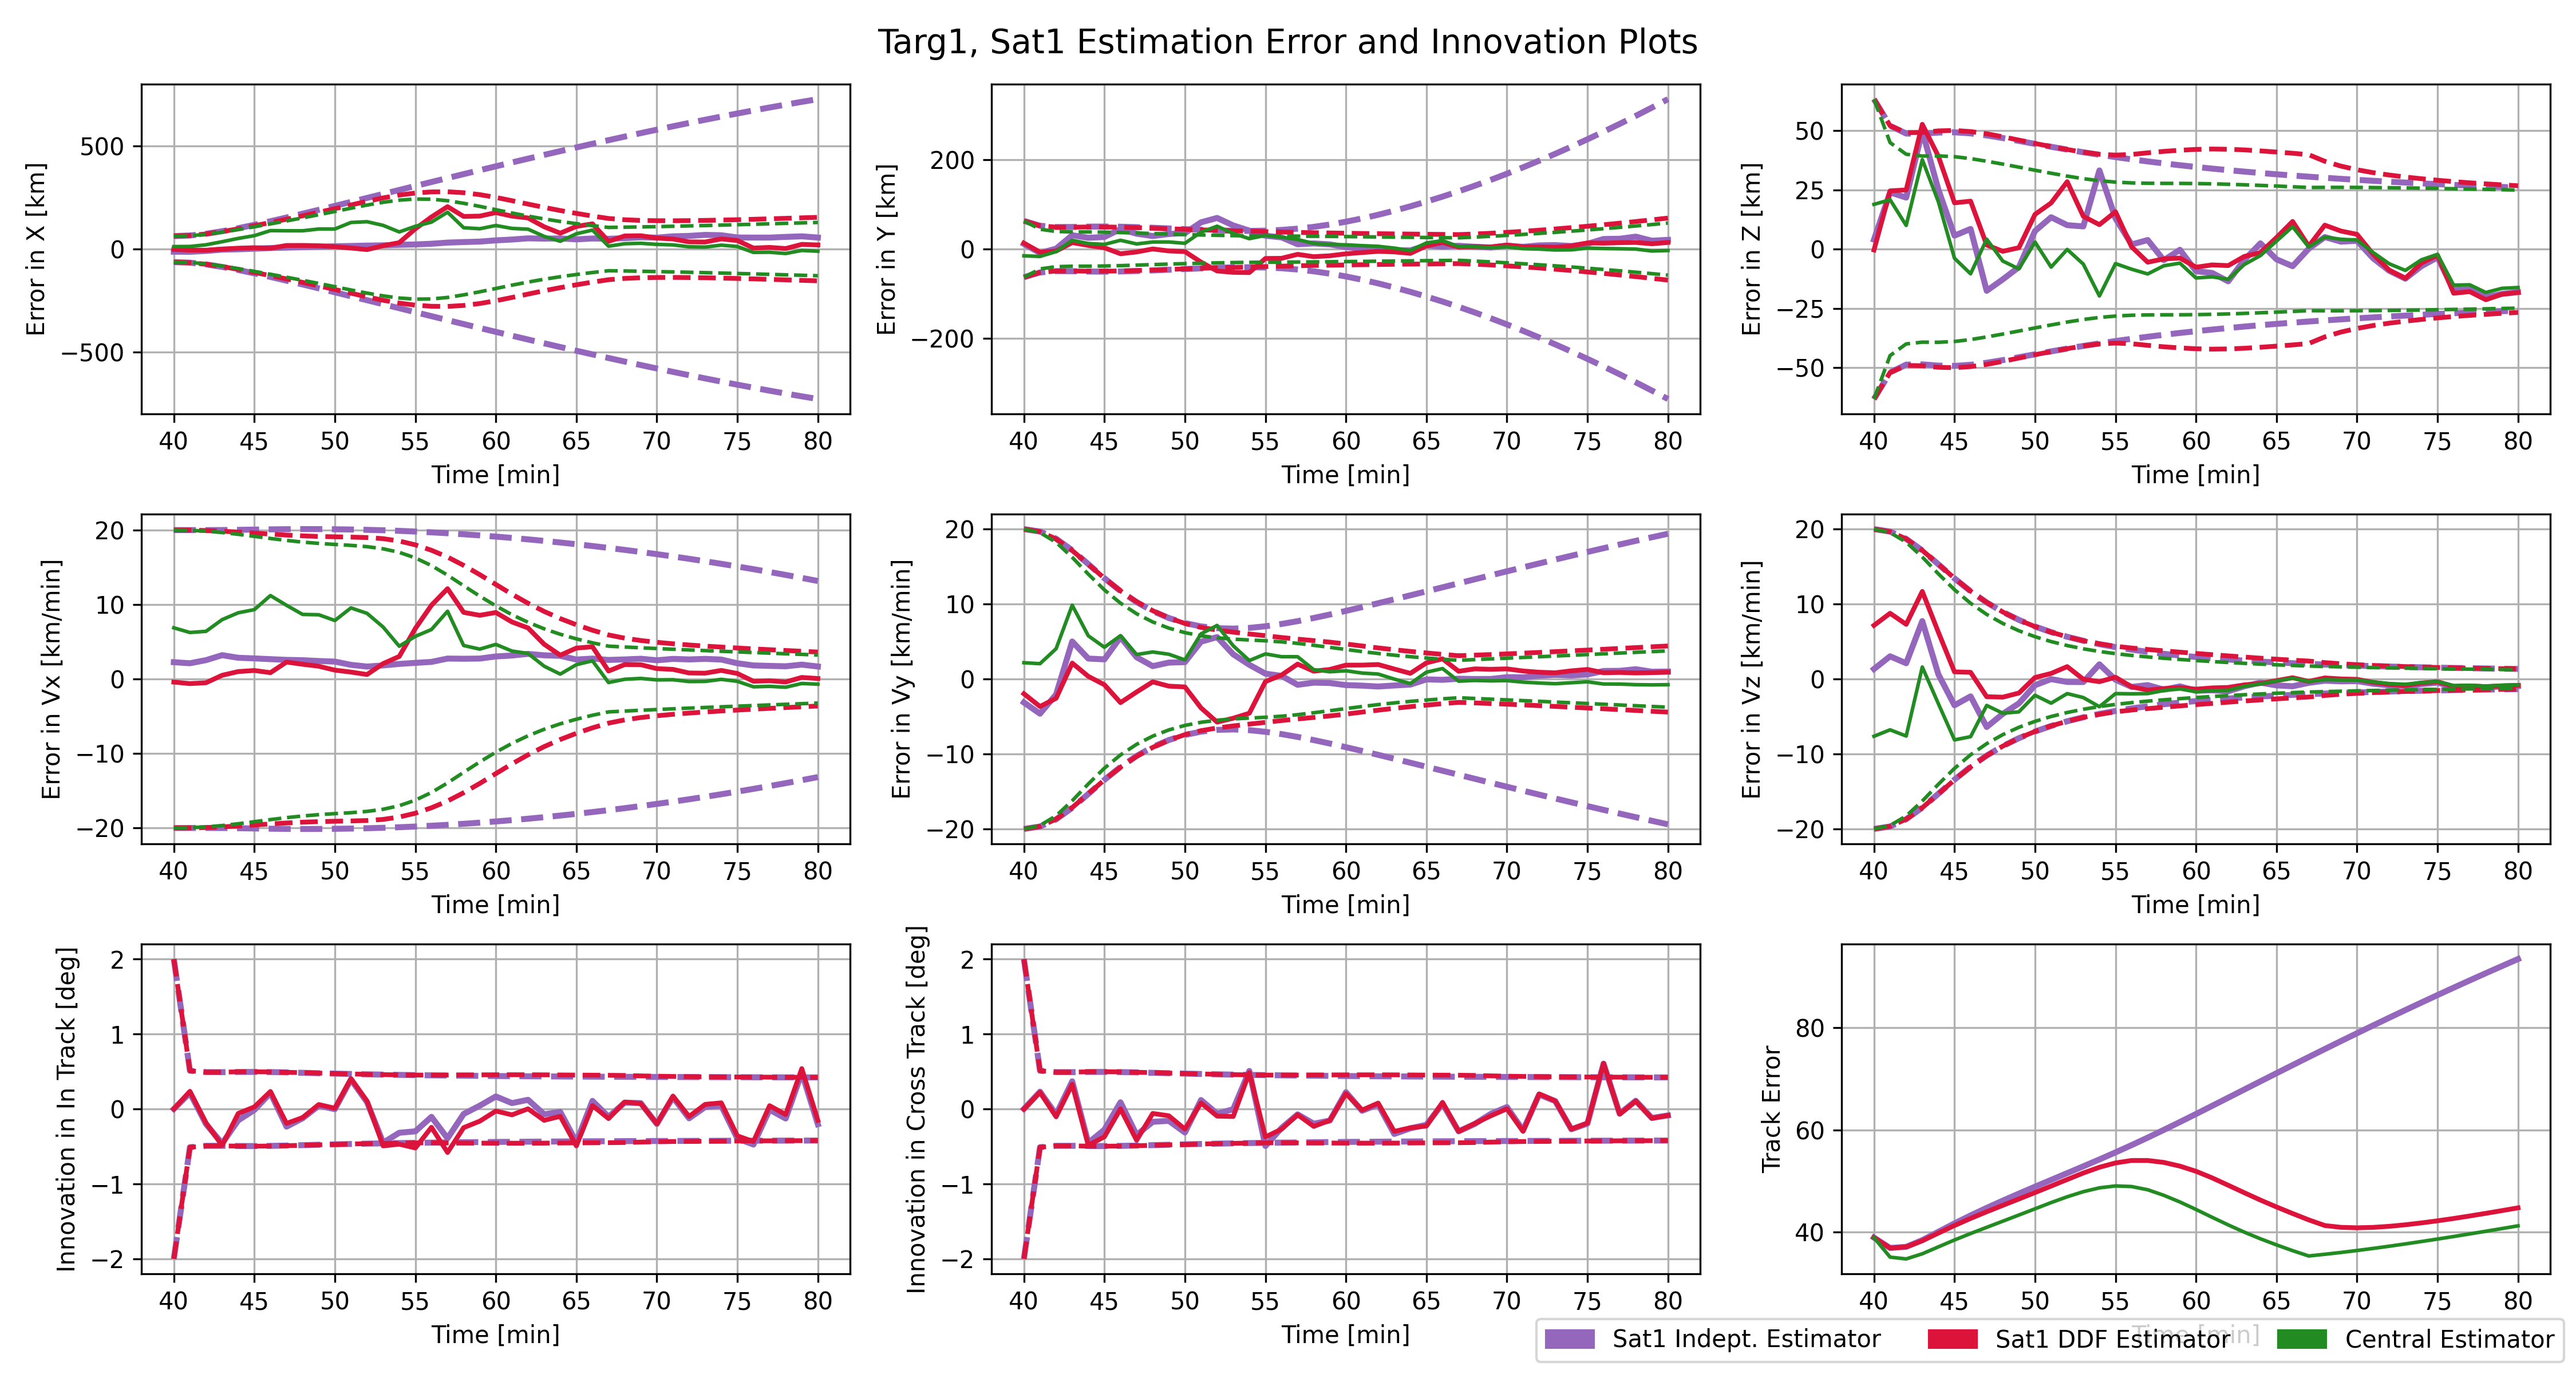 Targ1, Sat1 Estimation Error and Innovation Plots
Error in X [km]
500
0
−500
40 45 50 55 60 65 70 75 80
Time [min]
Error in Y [km]
200
0
−200
40 45 50 55 60 65 70 75 80
Time [min]
Error in Z [km]
50
25
0
−25
−50
40 45 50 55 60 65 70 75 80
Time [min]
Error in Vx [km/min]
20
10
0
−10
−20
40 45 50 55 60 65 70 75 80
Time [min]
Error in Vy [km/min]
20
10
0
−10
−20
40 45 50 55 60 65 70 75 80
Time [min]
Error in Vz [km/min]
20
10
0
−10
−20
40 45 50 55 60 65 70 75 80
Time [min]
Innovation in In Track [deg]
2
1
0
−1
−2
40 45 50 55 60 65 70 75 80
Time [min]
Innovation in Cross Track [deg]
2
1
0
−1
−2
40 45 50 55 60 65 70 75 80
Time [min]
Track Error
80
60
40
40 45 50 55 60 65 70 75 80
Time [min]
Sat1 Indept. Estimator Sat1 DDF Estimator Central Estimator